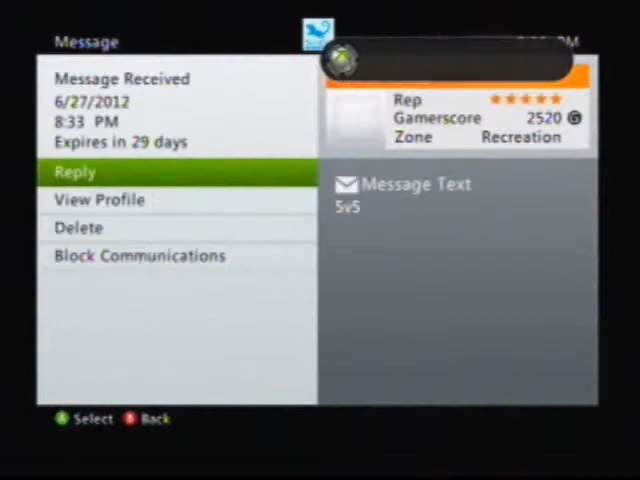 Message
PM
Message Received
6/27/2012
8:33 PM
Expires in 29 days
Reply
View Profile
Delete
Block Communications
Rep
Gamerscore 2520 G
Zone Recreation
Message Text
5v5
A Select B Back